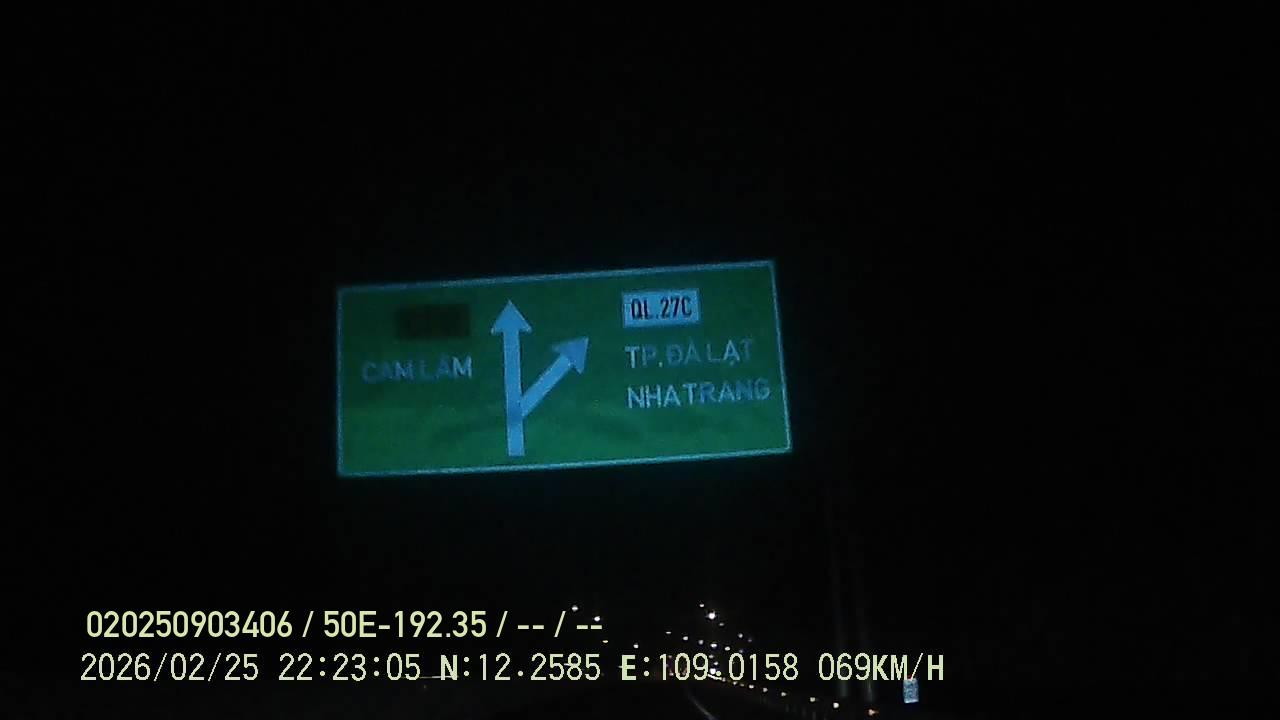 CAM LÂM
QL.27C
TP.ĐÀ LẠT
NHA TRANG
020250903406 / 50E-192.35 / -- / --
2026/02/25 22:23:05 N:12.2585 E:109.0158 069KM/H